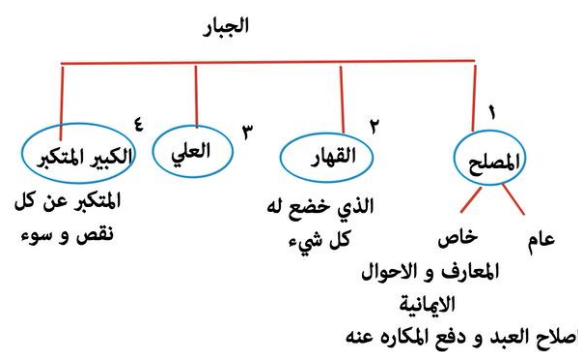 الجبار
١
المصلح
عام
خاص
المعارف و الاحوال
الايمانية
اصلاح العبد و دفع المكاره عنه
٢
القهار
الذي خضع له
كل شيء
٣
العلي
٤
الكبير المتكبر
المتكبر عن كل
نقص و سوء